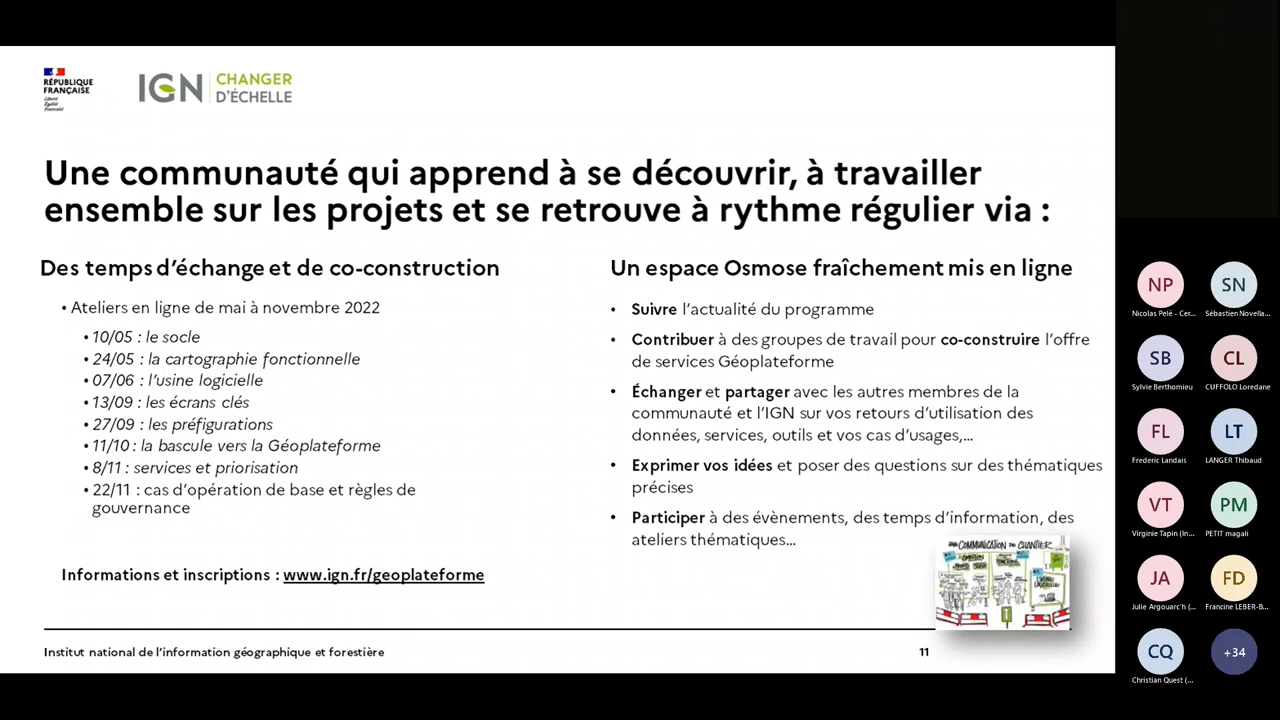 RÉPUBLIQUE
FRANÇAISE
Liberté
Égalité
Fraternité
IGN
CHANGER
D'ÉCHELLE
Une communauté qui apprend à se découvrir, à travailler
ensemble sur les projets et se retrouve à rythme régulier via :
Des temps d'échange et de co-construction
• Ateliers en ligne de mai à novembre 2022
• 10/05 : le socle
• 24/05 : la cartographie fonctionnelle
• 07/06 : l'usine logicielle
• 13/09 : les écrans clés
• 27/09 : les préfigurations
• 11/10 : la bascule vers la Géoplateforme
• 8/11 : services et priorisation
• 22/11 : cas d'opération de base et règles de
gouvernance
Informations et inscriptions : www.ign.fr/geoplateforme
Un espace Osmose fraîchement mis en ligne
• Suivre l'actualité du programme
• Contribuer à des groupes de travail pour co-construire l'offre
de services Géoplateforme
• Échanger et partager avec les autres membres de la
communauté et l'IGN sur vos retours d'utilisation des
données, services, outils et vos cas d'usages,...
• Exprimer vos idées et poser des questions sur des thématiques
précises
• Participer à des évènements, des temps d'information, des
ateliers thématiques...
COMMUNICATION DU CHANTIER
Institut national de l'information géographique et forestière
11
NP
Nicolas Pelé - Cer...
SN
Sébastien Novella...
SB
Sylvie Berthomieu
CL
CUFFOLO Loredane
FL
Frederic Landais
LT
LANGER Thibaud
VT
Virginie Tapin (In...
PM
PETIT magali
JA
Julie Argouarc'h (...
FD
Francine LEBER-B...
CQ
Christian Quest (...
+34